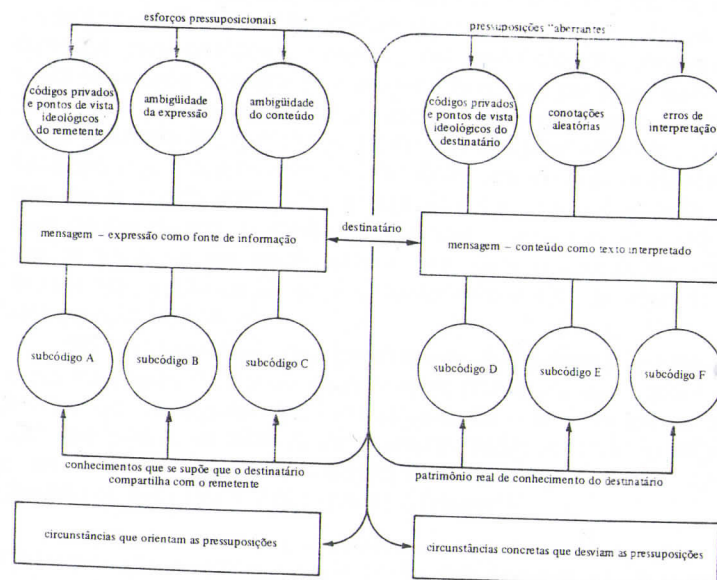 esforços pressuposicionais
pressuposições "aberrantes
códigos privados
e pontos de vista
ideológicos
do remetente
ambigüidade
da expressão
ambigüidade
do conteúdo
códigos privados
e pontos de vista
ideológicos do
destinatário
conotações
aleatórias
erros de
interpretação
mensagem – expressão como fonte de informação
destinatário
mensagem – conteúdo como texto interpretado
subcódigo A
subcódigo B
subcódigo C
subcódigo D
subcódigo E
subcódigo F
conhecimentos que se supõe que o destinatário
compartilha com o remetente
patrimônio real de conhecimento do destinatário
circunstâncias que orientam as pressuposições
circunstâncias concretas que desviam as pressuposições